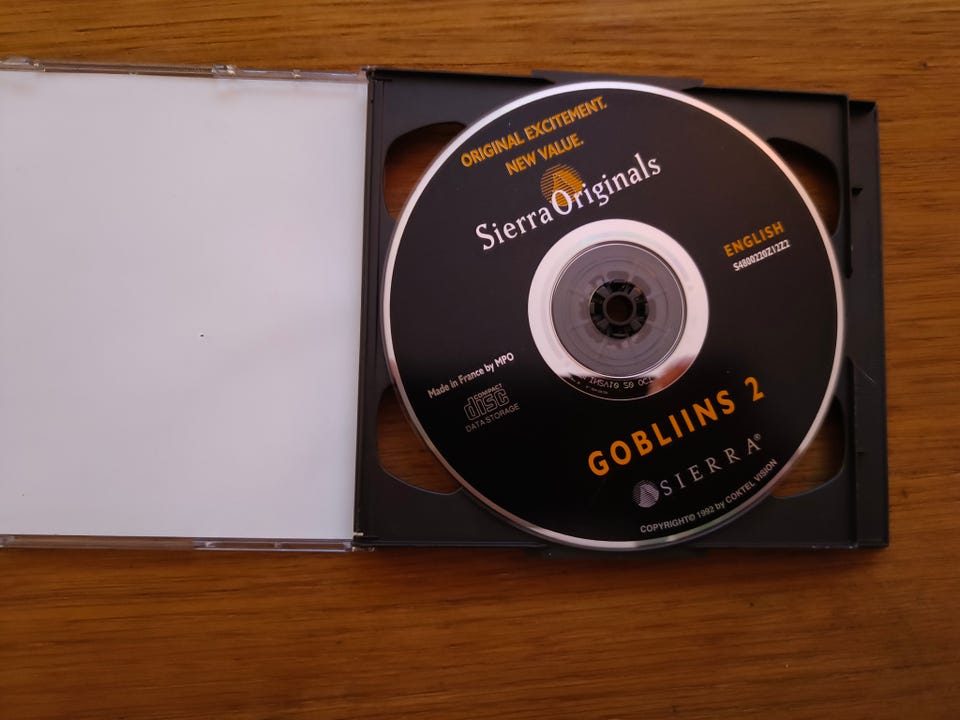 ORIGINAL EXCITEMENT.
NEW VALUE.
Sierra Originals
ENGLISH
S4800220Z12Z2
Made in France by MPO
COMPACT
disc
DATA STORAGE
GOBLIINS 2
SIERRA®
COPYRIGHT© 1992 by COKTEL VISION